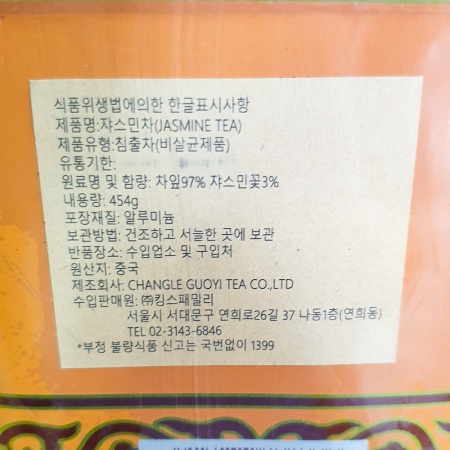 식품위생법에의한 한글표시사항
제품명:쟈스민차(JASMINE TEA)
제품유형:침출차(비살균제품)
유통기한:
원료명 및 함량: 차잎97% 쟈스민꽃3%
내용량: 454g
포장재질: 알루미늄
보관방법: 건조하고 서늘한 곳에 보관
반품장소: 수입업소 및 구입처
원산지: 중국
제조회사: CHANGLE GUOYI TEA CO.,LTD
수입판매원: ㈜킹스패밀리
서울시 서대문구 연희로26길 37 나동1층(연희동)
TEL 02-3143-6846
*부정 불량식품 신고는 국번없이 1399